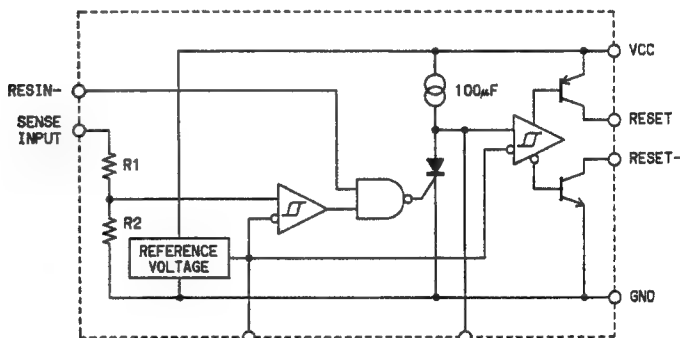 VCC
RESIN-
100µF
SENSE
INPUT
RESET
RESET-
R1
R2
REFERENCE
VOLTAGE
GND